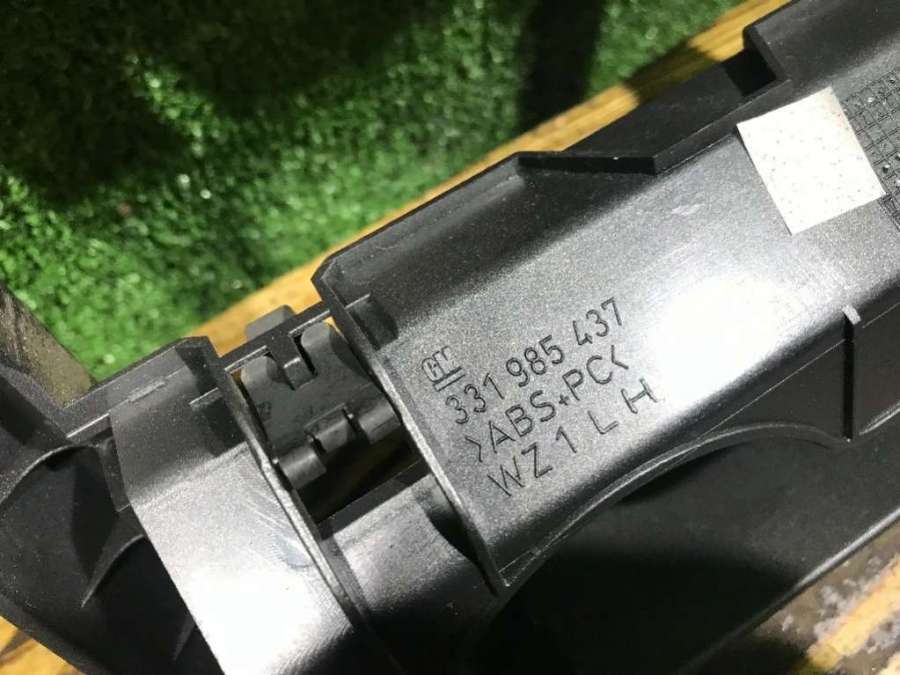 GM
331 985 437
>ABS+PC<
WZ1 LH